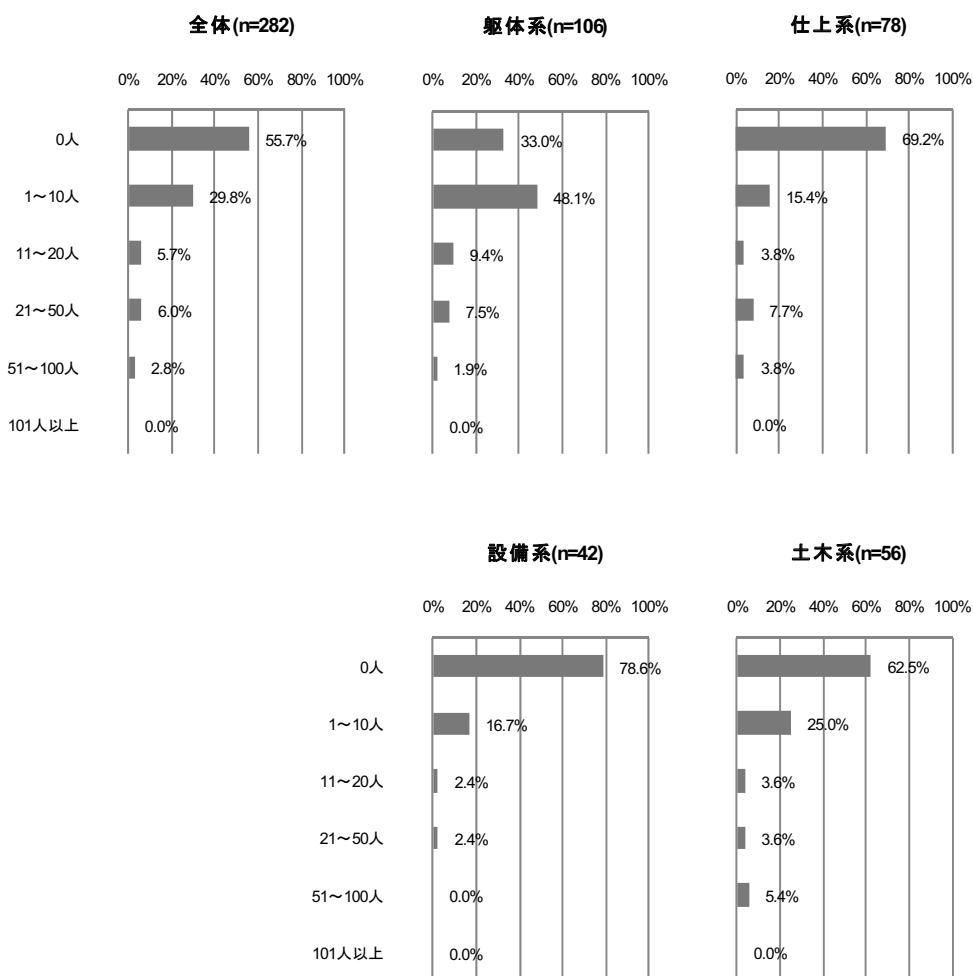 全体(n=282)
0% 20% 40% 60% 80% 100%
0人 55.7%
1～10人 29.8%
11～20人 5.7%
21～50人 6.0%
51～100人 2.8%
101人以上 0.0%
躯体系(n=106)
0% 20% 40% 60% 80% 100%
33.0%
48.1%
9.4%
7.5%
1.9%
0.0%
仕上系(n=78)
0% 20% 40% 60% 80% 100%
69.2%
15.4%
3.8%
7.7%
3.8%
0.0%
設備系(n=42)
0% 20% 40% 60% 80% 100%
0人 78.6%
1～10人 16.7%
11～20人 2.4%
21～50人 2.4%
51～100人 0.0%
101人以上 0.0%
土木系(n=56)
0% 20% 40% 60% 80% 100%
62.5%
25.0%
3.6%
3.6%
5.4%
0.0%